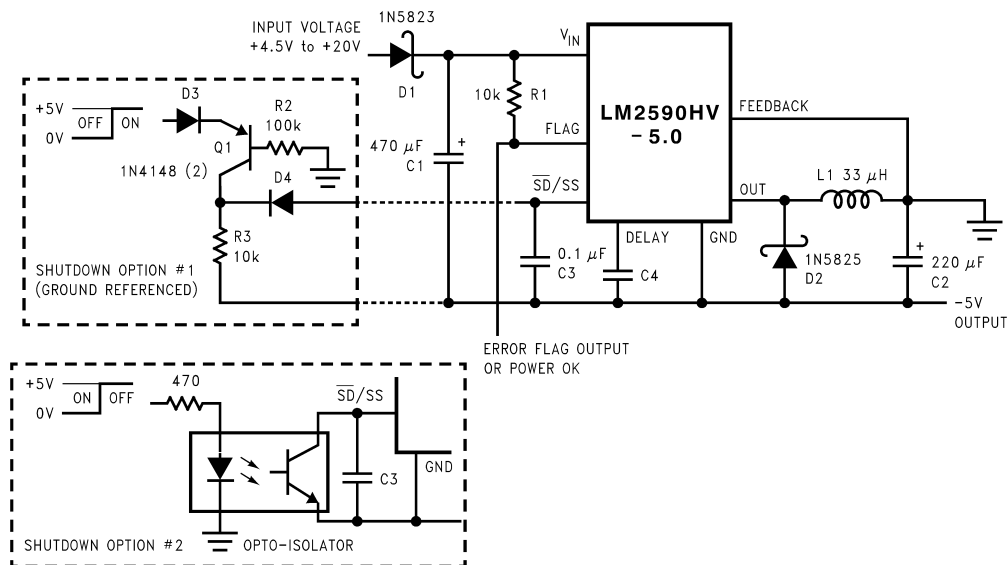 INPUT VOLTAGE
+4.5V to +20V
1N5823
D1
VIN
LM2590HV
-5.0
FEEDBACK
10k
R1
FLAG
470 μF
+
C1
SD/SS
DELAY
GND
OUT
L1 33 μH
0.1 μF
C3
C4
1N5825
D2
+
220 μF
C2
-5V
OUTPUT
ERROR FLAG OUTPUT
OR POWER OK
+5V
OFF
ON
0V
D3
R2
100k
Q1
1N4148 (2)
D4
R3
10k
SHUTDOWN OPTION #1
(GROUND REFERENCED)
+5V
ON
OFF
0V
470
SD/SS
GND
C3
SHUTDOWN OPTION #2
OPTO-ISOLATOR